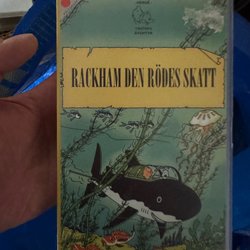 RACKHAM DEN RÖDES SKATT